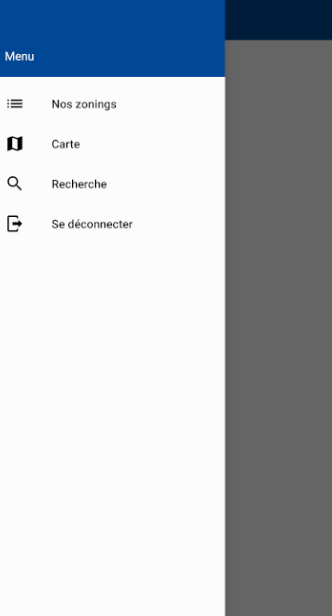 Menu
Nos zonings
Carte
Recherche
Se déconnecter